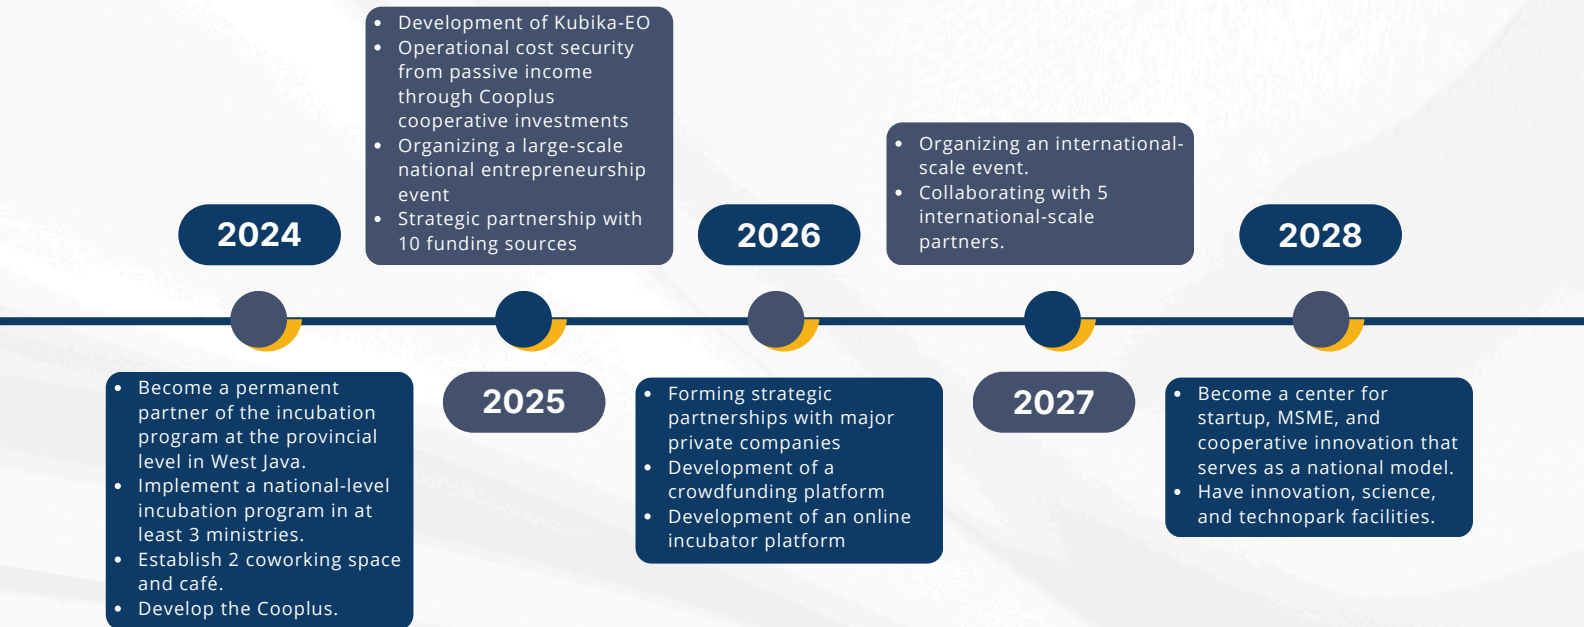 2024
• Become a permanent
partner of the incubation
program at the provincial
level in West Java.
• Implement a national-level
incubation program in at
least 3 ministries.
• Establish 2 coworking space
and café.
• Develop the Cooplus.
• Development of Kubika-EO
• Operational cost security
from passive income
through Cooplus
cooperative investments
• Organizing a large-scale
national entrepreneurship
event
• Strategic partnership with
10 funding sources
2025
2026
• Forming strategic
partnerships with major
private companies
• Development of a
crowdfunding platform
• Development of an online
incubator platform
• Organizing an international-
scale event.
• Collaborating with 5
international-scale
partners.
2027
2028
• Become a center for
startup, MSME, and
cooperative innovation that
serves as a national model.
• Have innovation, science,
and technopark facilities.